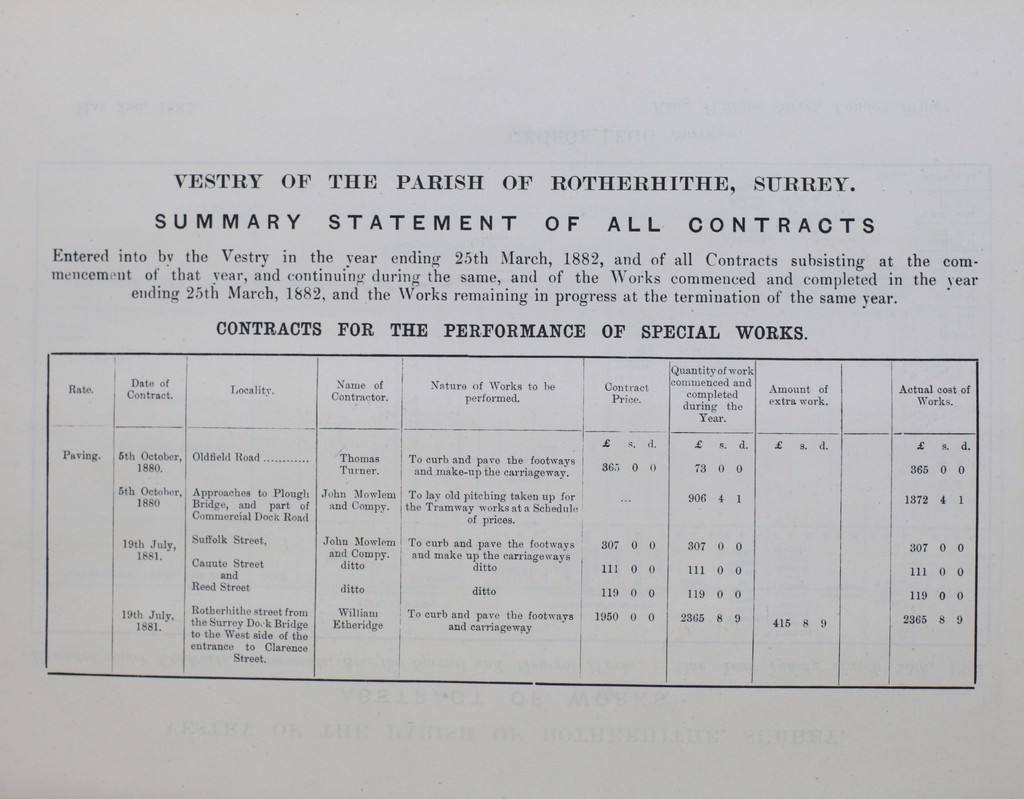 VESTRY OF THE PARISH OF ROTHERHITHE, SURREY.
SUMMARY STATEMENT OF ALL CONTRACTS
Entered into by the Vestry in the year ending 25th March, 1882, and of all Contracts subsisting at the com-
mencement of that year, and continuing during the same, and of the Works commenced and completed in the year
ending 25th March, 1882, and the Works remaining in progress at the termination of the same year.
CONTRACTS FOR THE PERFORMANCE OF SPECIAL WORKS.
Rate.
Date of
Contract.
Locality.
Name of
Contractor.
Nature of Works to be
performed.
Contract
Price.
Quantity of work
commenced and
completed
during the
Year.
Amount of
extra work.
Actual cost of
Works.
£ s. d. £ s. d. £ s. d. £ s. d.
Paving.
5th October,
1880.
Oldfield Road ............
Thomas
Turner.
To curb and pave the footways
and make-up the carriageway.
365 0 0
73 0 0
365 0 0
5th October,
1880
Approaches to Plough
Bridge, and part of
Commercial Dock Road
John Mowlem
and Compy.
To lay old pitching taken up for
the Tramway works at a Schedule
of prices.
...
906 4 1
1372 4 1
19th July,
1881.
Suffolk Street,
John Mowlem
and Compy.
To curb and pave the footways
and make up the carriageways
307 0 0
307 0 0
307 0 0
Canute Street
ditto
ditto
111 0 0
111 0 0
111 0 0
and
Reed Street
ditto
ditto
119 0 0
119 0 0
119 0 0
19th July,
1881.
Rotherhithe street from
the Surrey Dock Bridge
to the West side of the
entrance to Clarence
Street.
William
Etheridge
To curb and pave the footways
and carriageway
1950 0 0
2365 8 9
415 8 9
2365 8 9